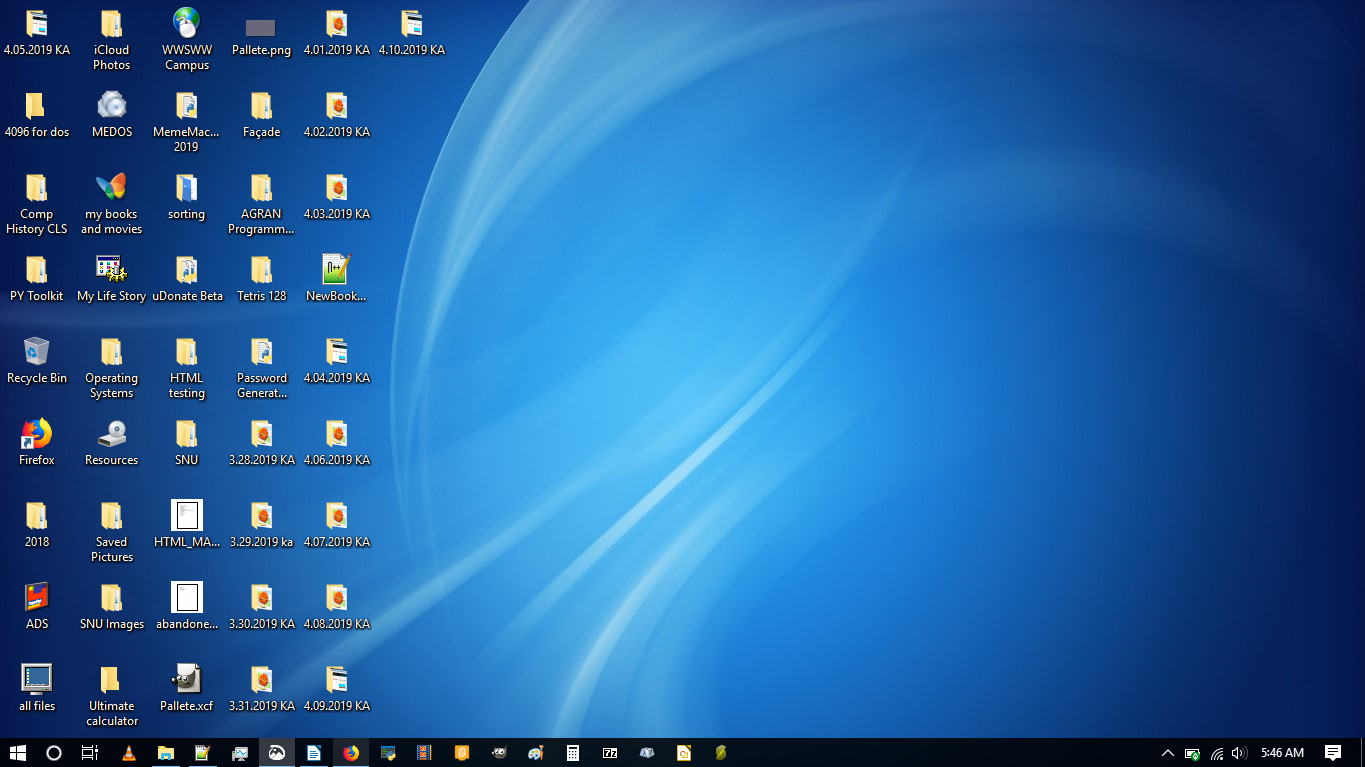 4.05.2019 KA
iCloud
Photos
WWSWW
Campus
Pallete.png
4.01.2019 KA
4.10.2019 KA
4096 for dos
MEDOS
MemeMac...
2019
Façade
4.02.2019 KA
Comp
History CLS
my books
and movies
sorting
AGRAN
Programm...
4.03.2019 KA
PY Toolkit
My Life Story
uDonate Beta
Tetris 128
NewBook...
Recycle Bin
Operating
Systems
HTML
testing
Password
Generat...
4.04.2019 KA
Firefox
Resources
SNU
3.28.2019 KA
4.06.2019 KA
2018
Saved
Pictures
HTML_MA...
3.29.2019 ka
4.07.2019 KA
ADS
SNU Images
abandone...
3.30.2019 KA
4.08.2019 KA
all files
Ultimate
calculator
Pallete.xcf
3.31.2019 KA
4.09.2019 KA
5:46 AM